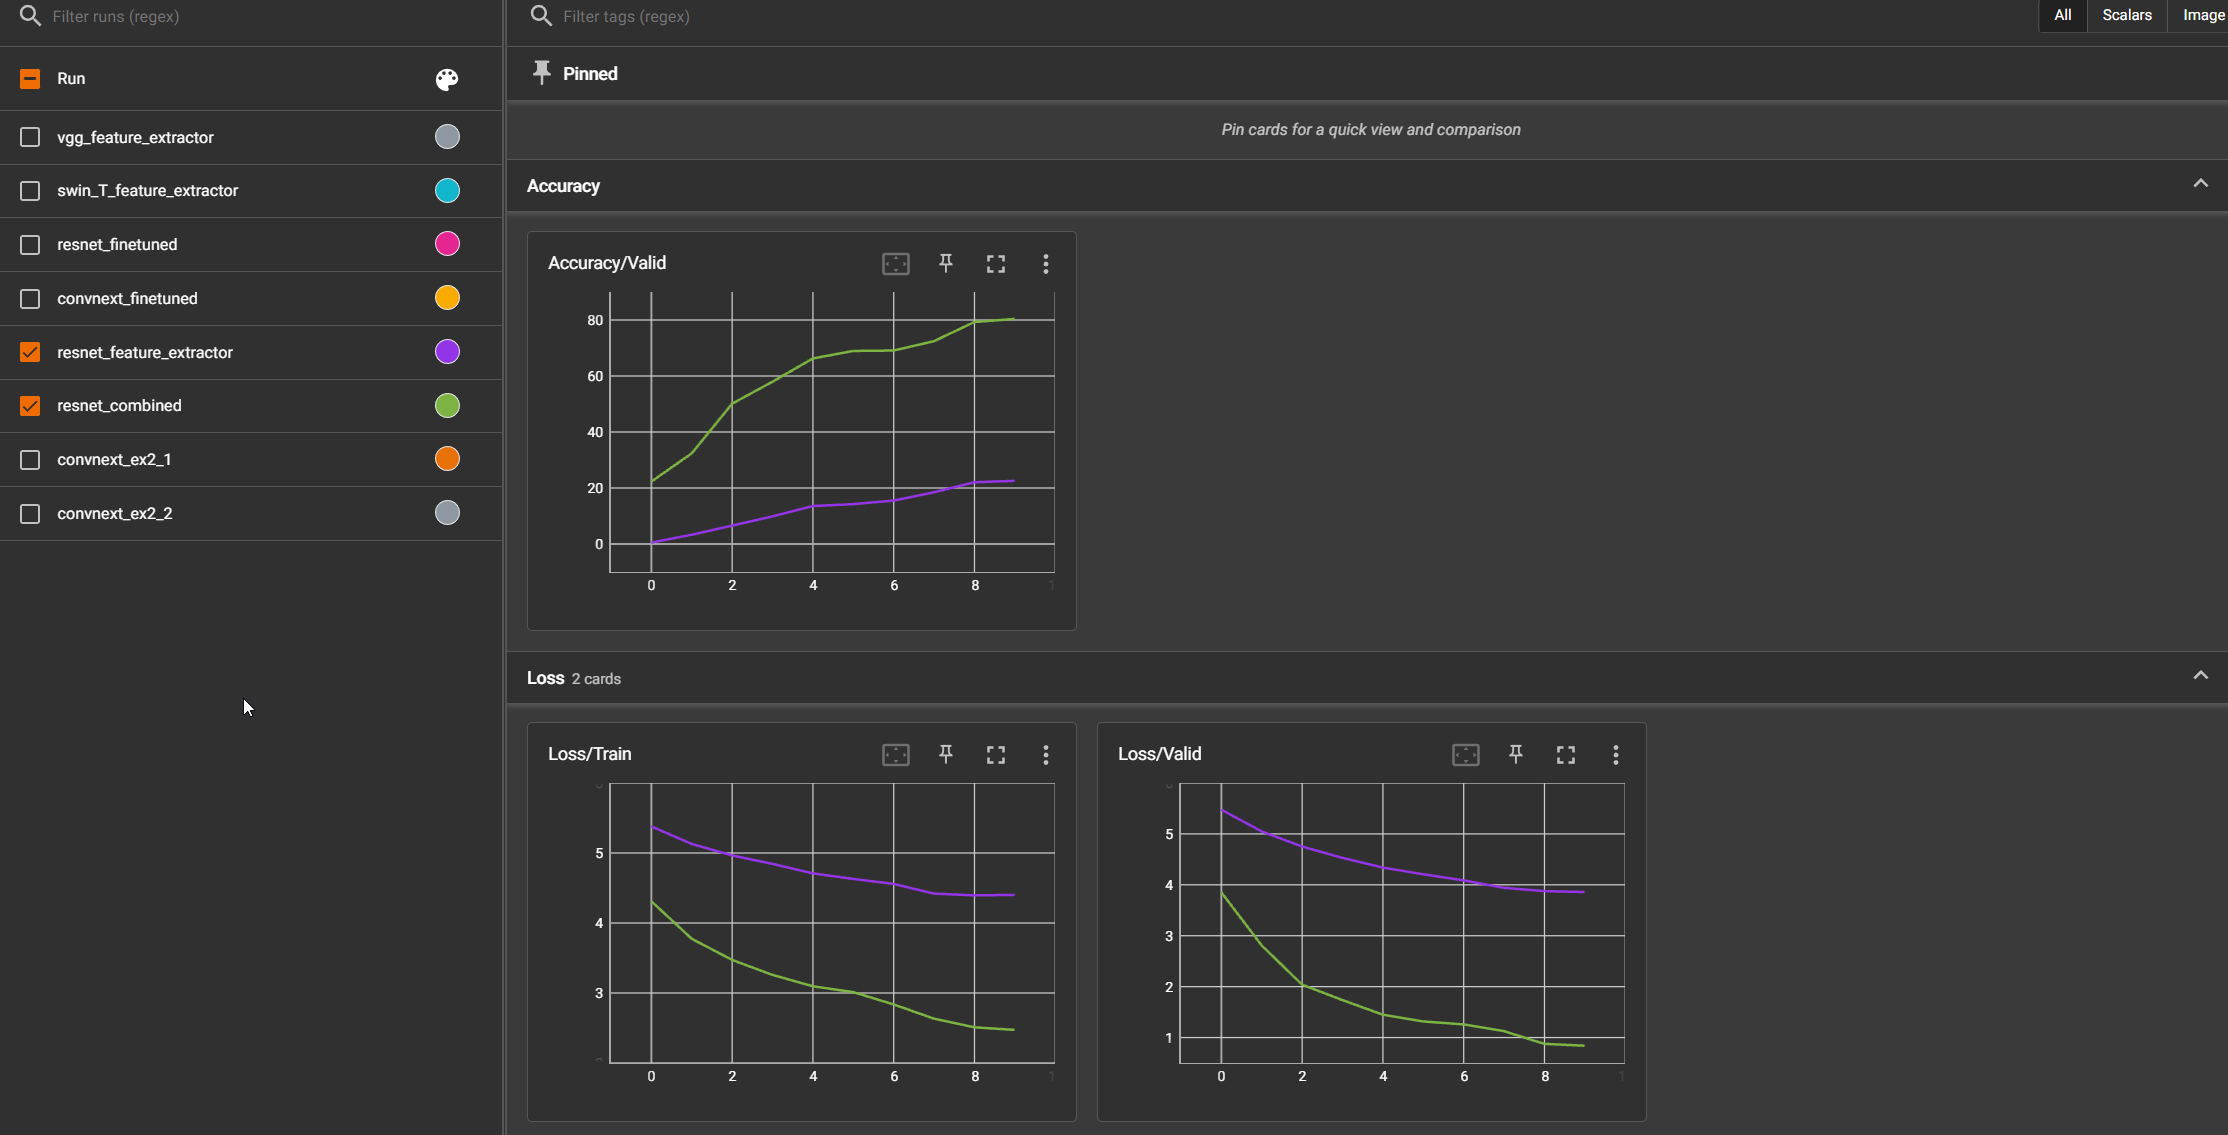 Filter runs (regex)
Run
vgg_feature_extractor
swin_T_feature_extractor
resnet_finetuned
convnext_finetuned
resnet_feature_extractor
resnet_combined
convnext_ex2_1
convnext_ex2_2
Filter tags (regex)
All Scalars Image
Pinned
Pin cards for a quick view and comparison
Accuracy
Accuracy/Valid
80
60
40
20
0
0 2 4 6 8 1
Loss 2 cards
Loss/Train
5
4
3
0 2 4 6 8 1
Loss/Valid
5
4
3
2
1
0 2 4 6 8 1